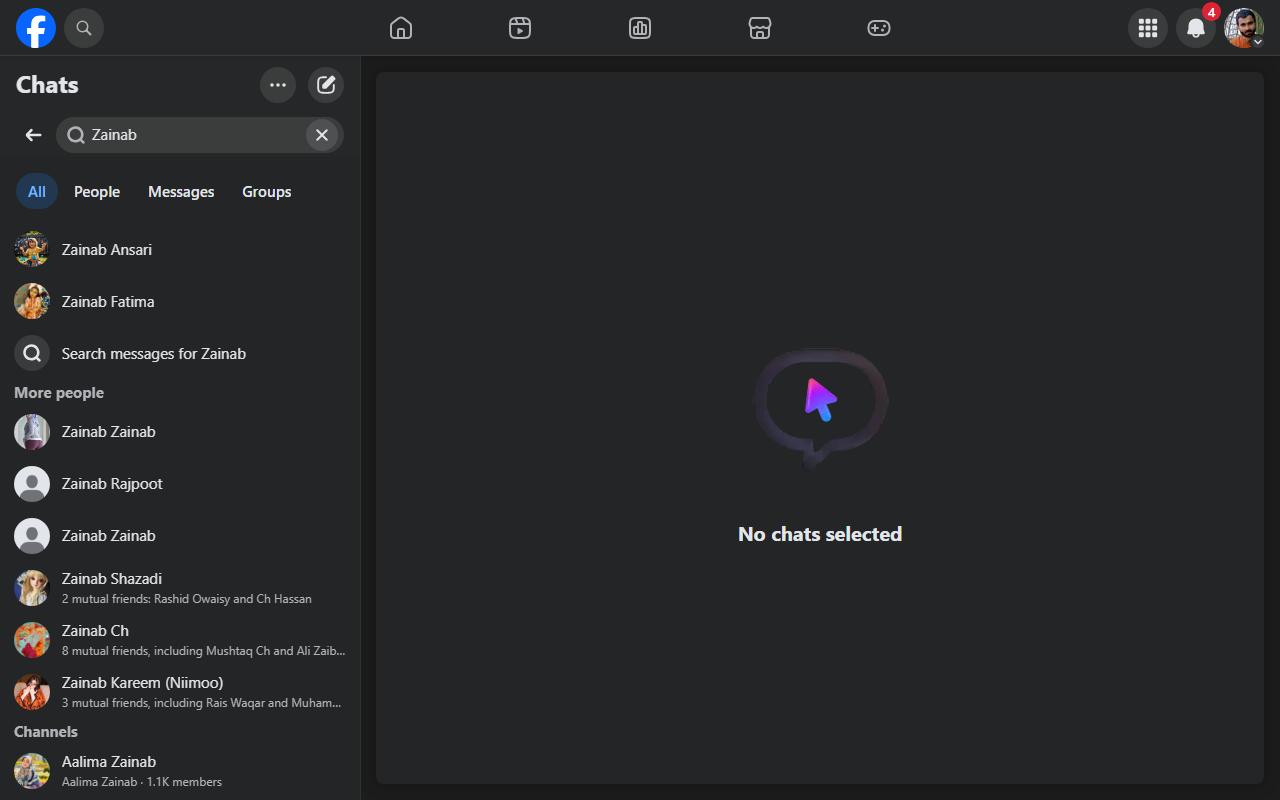 4
Chats
Zainab
All People Messages Groups
Zainab Ansari
Zainab Fatima
Search messages for Zainab
More people
Zainab Zainab
Zainab Rajpoot
Zainab Zainab
Zainab Shazadi
2 mutual friends: Rashid Owaisy and Ch Hassan
Zainab Ch
8 mutual friends, including Mushtaq Ch and Ali Zaib...
Zainab Kareem (Niimoo)
3 mutual friends, including Rais Waqar and Muham...
Channels
Aalima Zainab
Aalima Zainab · 1.1K members
No chats selected